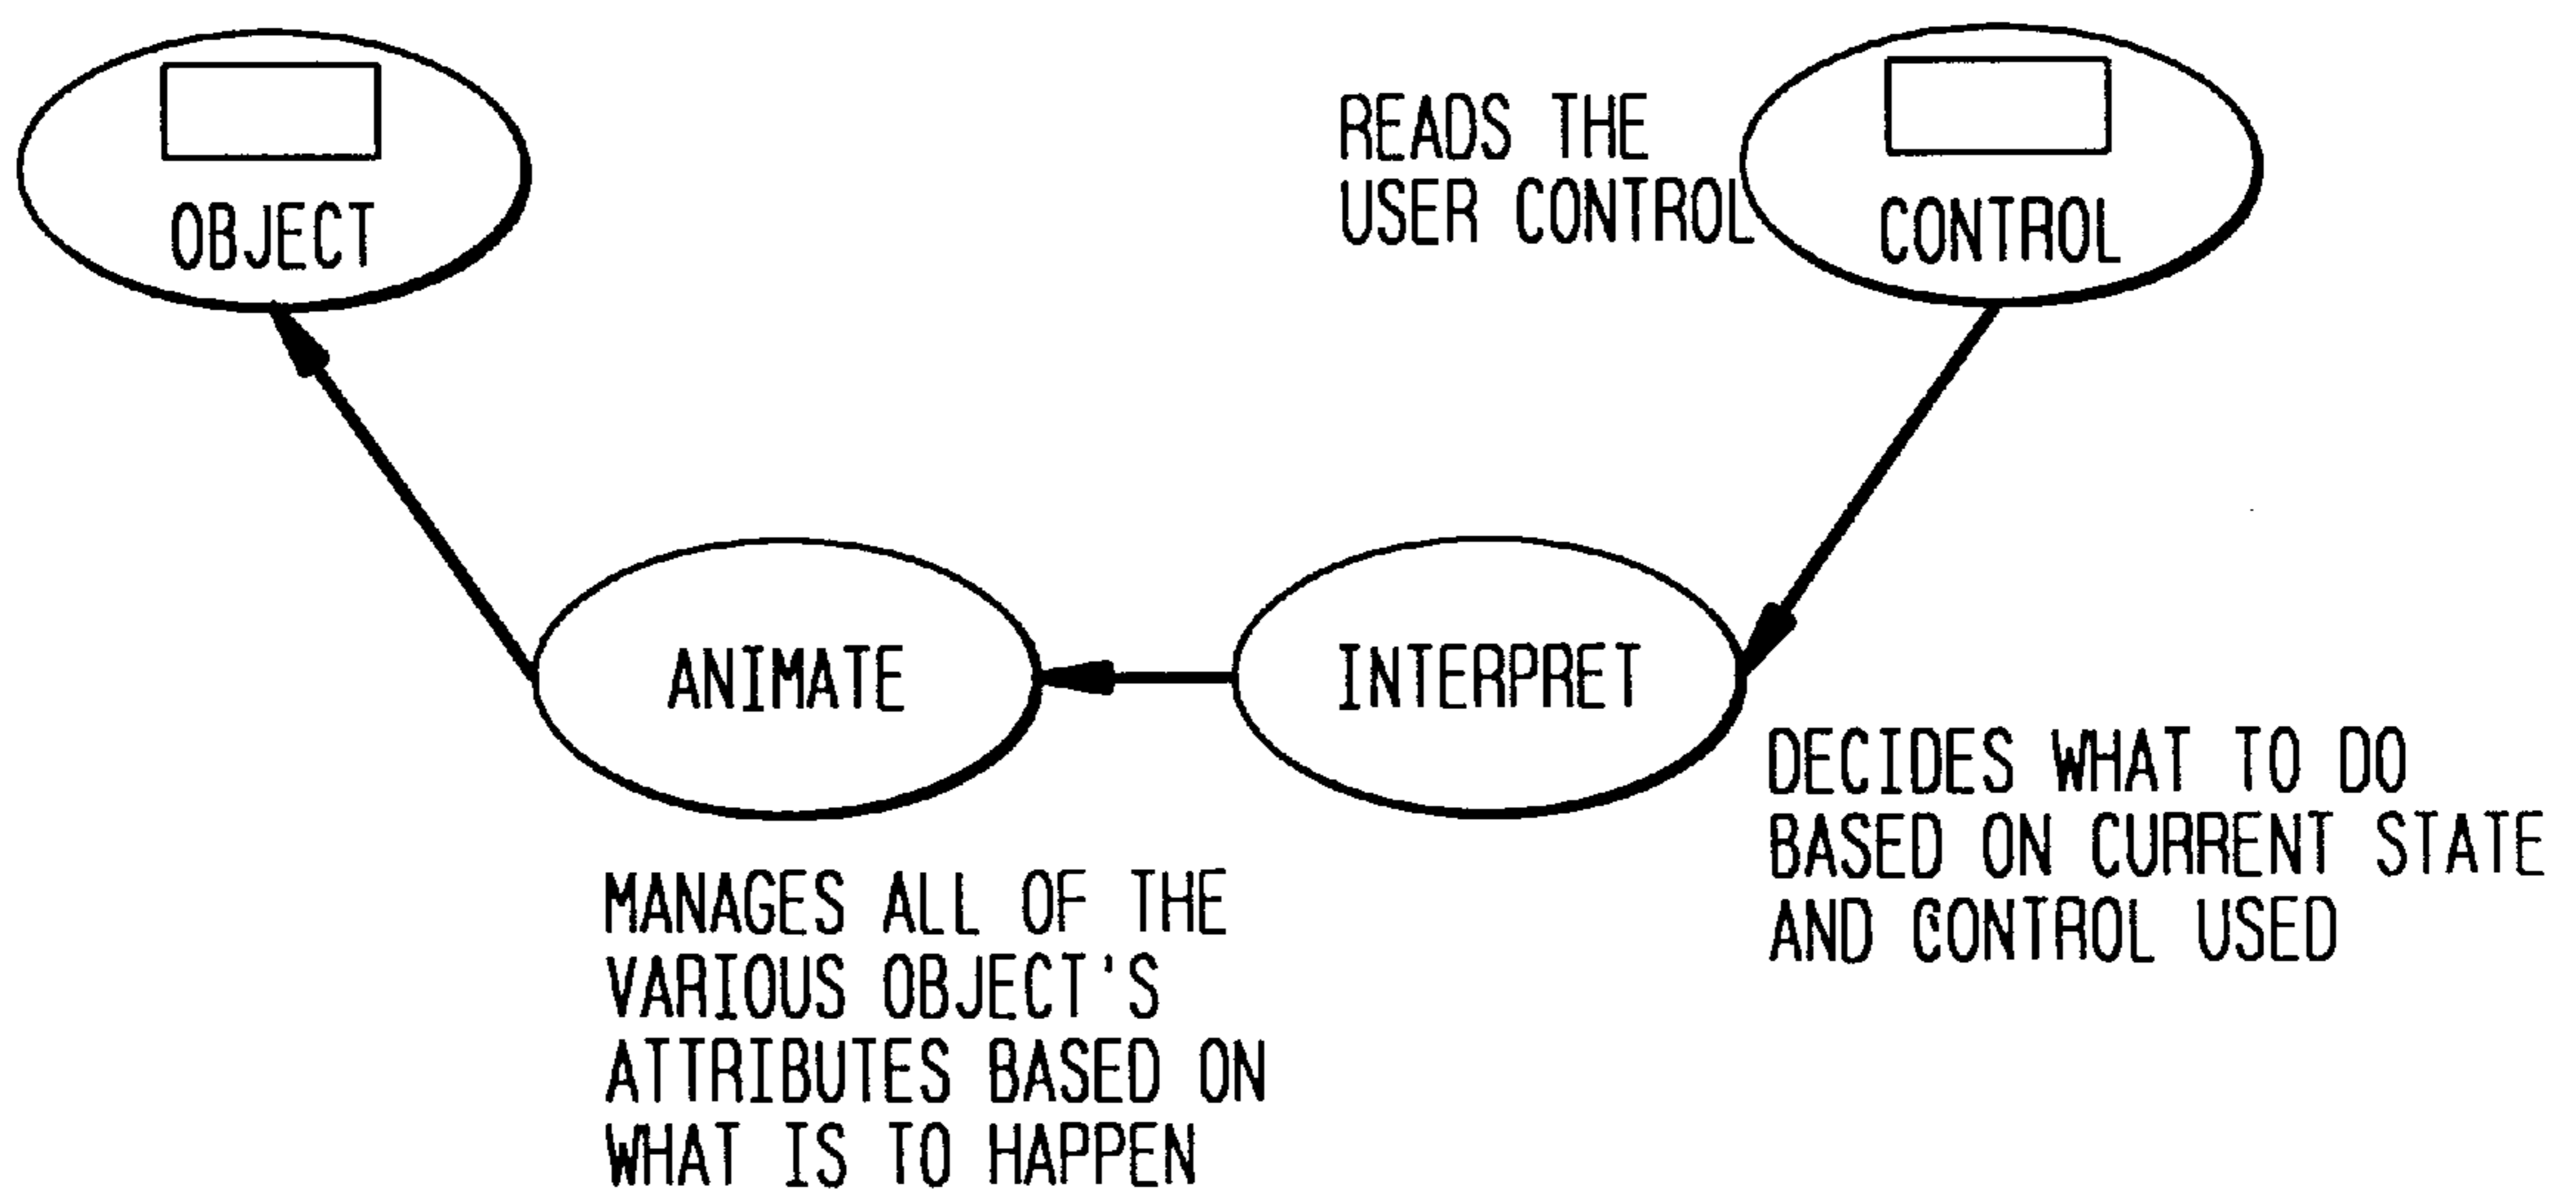 OBJECT
READS THE
USER CONTROL
CONTROL
ANIMATE
INTERPRET
DECIDES WHAT TO DO
BASED ON CURRENT STATE
AND CONTROL USED
MANAGES ALL OF THE
VARIOUS OBJECT'S
ATTRIBUTES BASED ON
WHAT IS TO HAPPEN